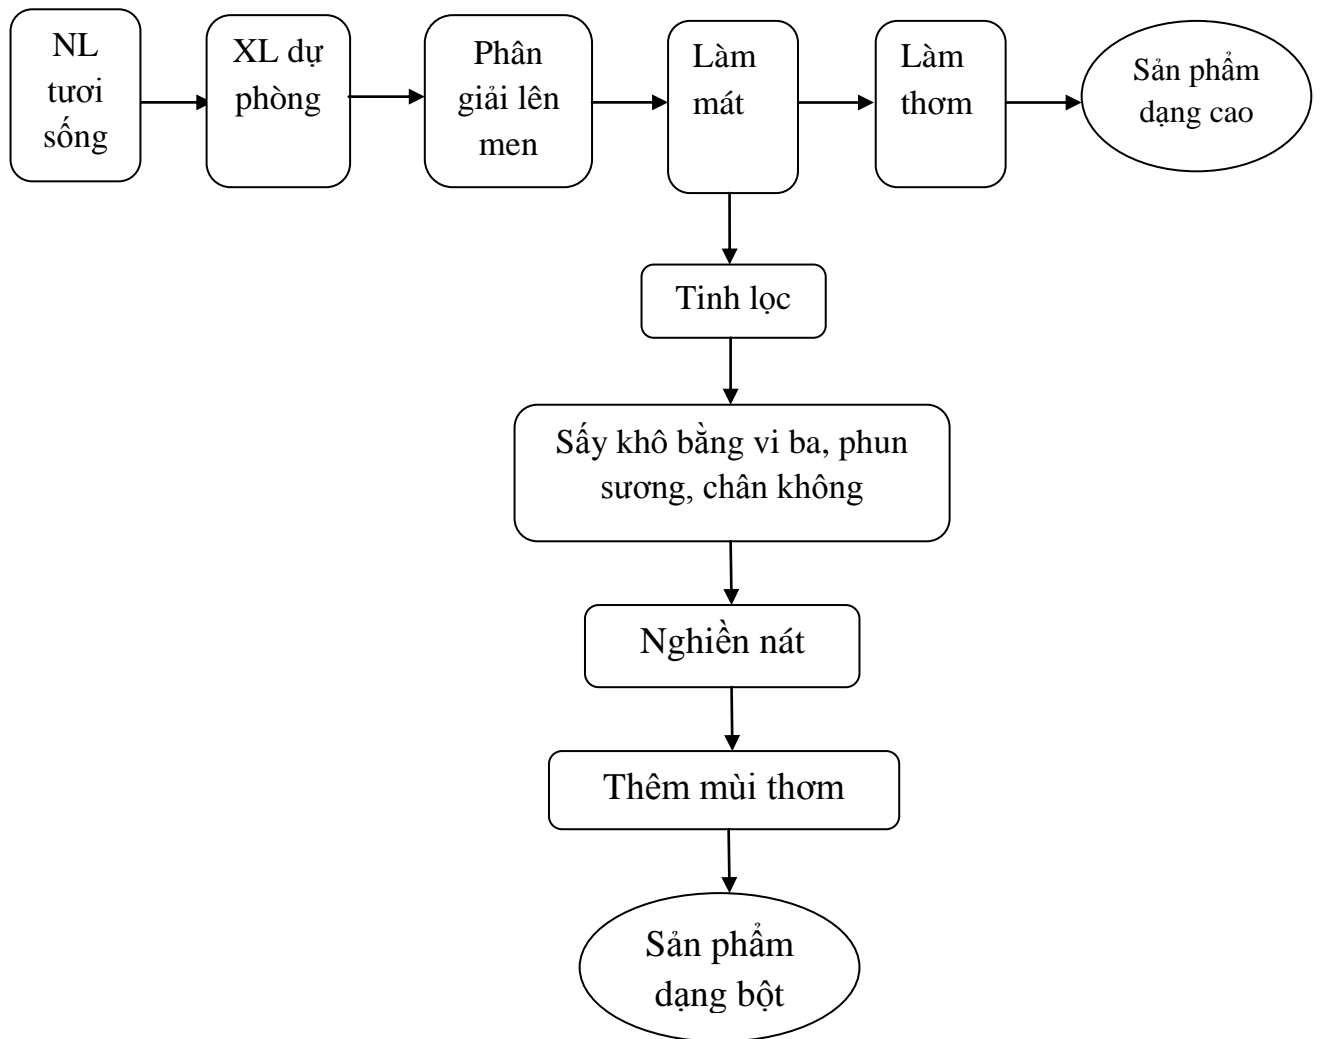 NL
tươi
sống
XL dự
phòng
Phân
giải lên
men
Làm
mát
Làm
thơm
Sản phẩm
dạng cao
Tinh lọc
Sấy khô bằng vi ba, phun
sương, chân không
Nghiền nát
Thêm mùi thơm
Sản phẩm
dạng bột